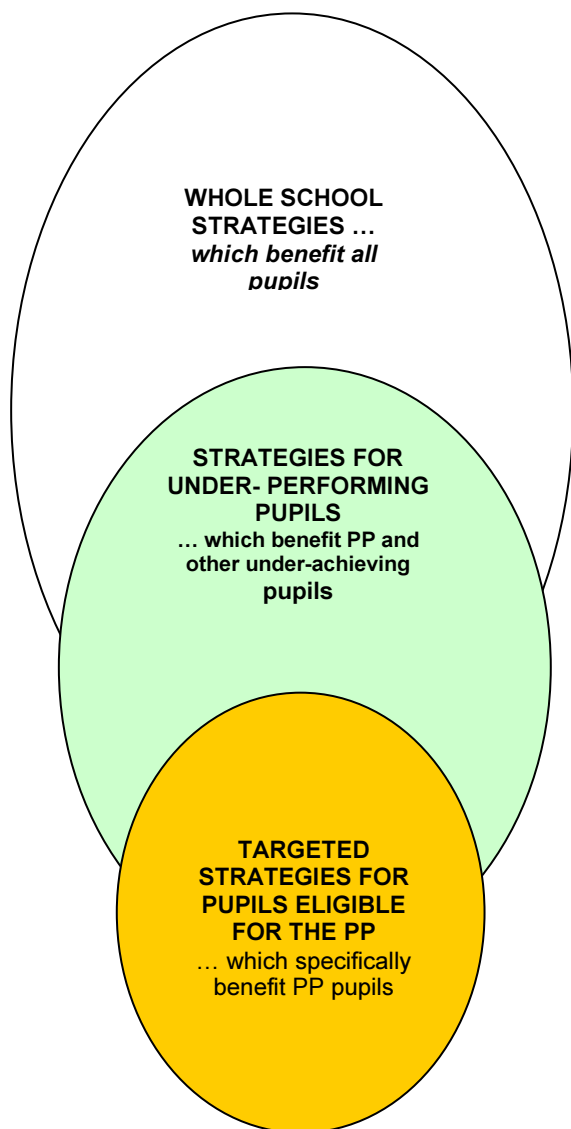 WHOLE SCHOOL
STRATEGIES …
which benefit all
pupils
STRATEGIES FOR
UNDER- PERFORMING
PUPILS
… which benefit PP and
other under-achieving
pupils
TARGETED
STRATEGIES FOR
PUPILS ELIGIBLE
FOR THE PP
… which specifically
benefit PP pupils